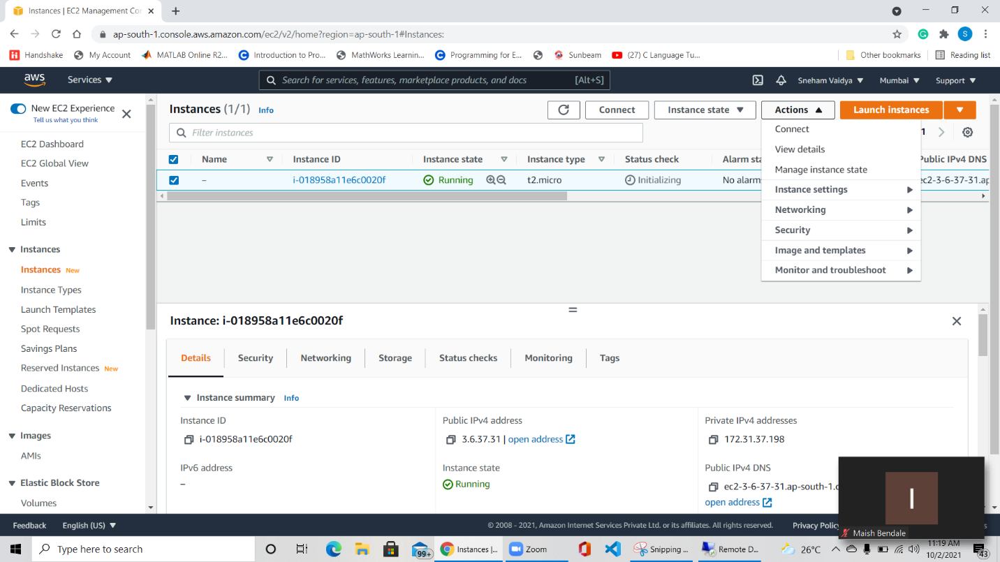 Instances | EC2 Management Con
ap-south-1.console.aws.amazon.com/ec2/v2/home?region=ap-south-1#Instances:
S
Handshake My Account MATLAB Online R2... Introduction to Pro... MathWorks Learnin... Programming for E... Sunbeam (27) C Language Tu... Other bookmarks Reading list
aws Services Search for services, features, marketplace products, and docs [Alt+S] Sneham Vaidya Mumbai Support
New EC2 Experience
Tell us what you think
EC2 Dashboard
EC2 Global View
Events
Tags
Limits
Instances
Instances New
Instance Types
Launch Templates
Spot Requests
Savings Plans
Reserved Instances New
Dedicated Hosts
Capacity Reservations
Images
AMIs
Elastic Block Store
Volumes
Instances (1/1) Info Connect Instance state Actions Launch instances
Filter instances 1
Name Instance ID Instance state Instance type Status check Alarm sta Public IPv4 DNS
– i-018958a11e6c0020f Running t2.micro Initializing No alarms ec2-3-6-37-31.ap
Connect
View details
Manage instance state
Instance settings
Networking
Security
Image and templates
Monitor and troubleshoot
Instance: i-018958a11e6c0020f
Details Security Networking Storage Status checks Monitoring Tags
Instance summary Info
Instance ID Public IPv4 address Private IPv4 addresses
i-018958a11e6c0020f 3.6.37.31 | open address 172.31.37.198
IPv6 address Instance state Public IPv4 DNS
– Running ec2-3-6-37-31.ap-south-1.c
open address
I
Maish Bendale
Feedback English (US) © 2008 - 2021, Amazon Internet Services Private Ltd. or its affiliates. All rights reserved. Privacy Policy
Type here to search 99+ Instances |... Zoom Snipping ... Remote D... 26°C 11:19 AM
10/2/2021 43